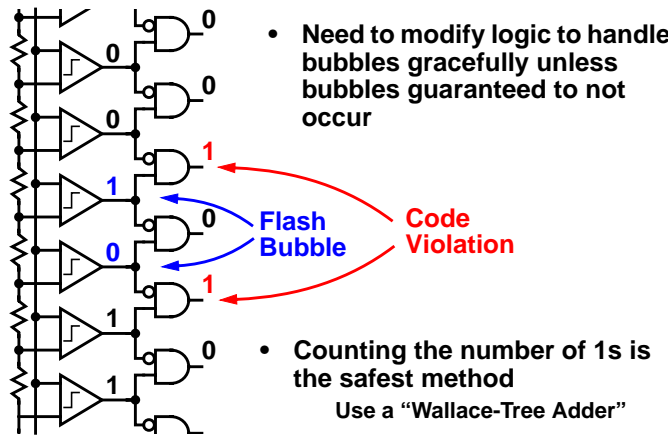 0
• Need to modify logic to handle
bubbles gracefully unless
bubbles guaranteed to not
occur
0
0
0
1
1
0
Flash
Bubble
Code
Violation
0
1
1
0
• Counting the number of 1s is
the safest method
1
Use a “Wallace-Tree Adder”